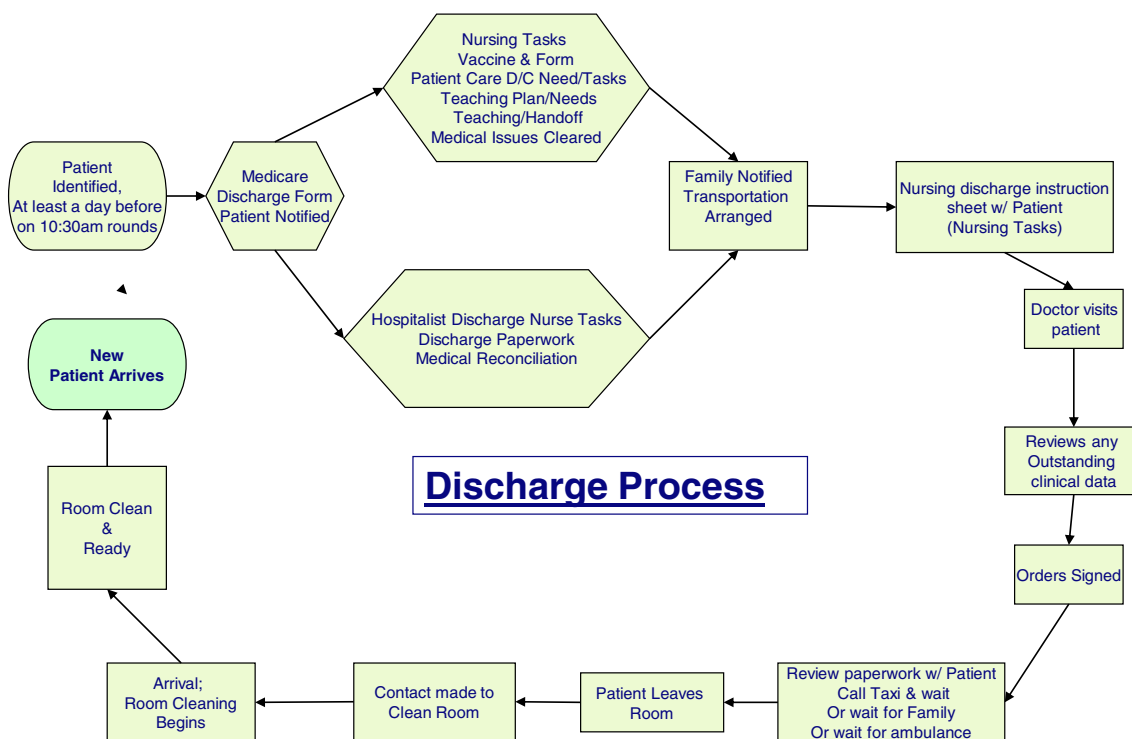 Patient
Identified,
At least a day before
on 10:30am rounds
Medicare
Discharge Form
Patient Notified
Nursing Tasks
Vaccine & Form
Patient Care D/C Need/Tasks
Teaching Plan/Needs
Teaching/Handoff
Medical Issues Cleared
Hospitalist Discharge Nurse Tasks
Discharge Paperwork
Medical Reconciliation
Family Notified
Transportation
Arranged
Nursing discharge instruction
sheet w/ Patient
(Nursing Tasks)
Doctor visits
patient
Reviews any
Outstanding
clinical data
Orders Signed
Review paperwork w/ Patient
Call Taxi & wait
Or wait for Family
Or wait for ambulance
Patient Leaves
Room
Contact made to
Clean Room
Arrival;
Room Cleaning
Begins
Room Clean
&
Ready
New
Patient Arrives
Discharge Process